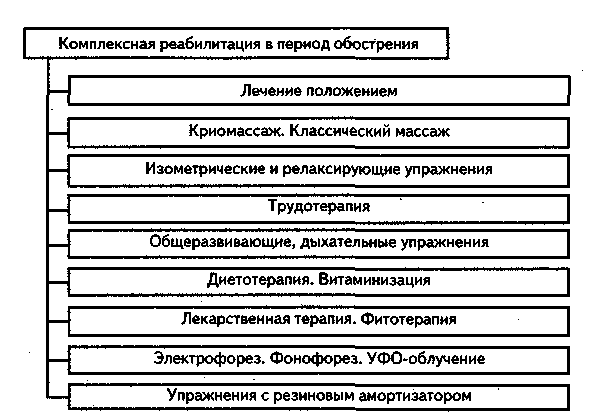 Комплексная реабилитация в период обострения
Лечение положением
Криомассаж. Классический массаж
Изометрические и релаксирующие упражнения
Трудотерапия
Общеразвивающие, дыхательные упражнения
Диетотерапия. Витаминизация
Лекарственная терапия. Фитотерапия
Электрофорез. Фонофорез. УФО-облучение
Упражнения с резиновым амортизатором